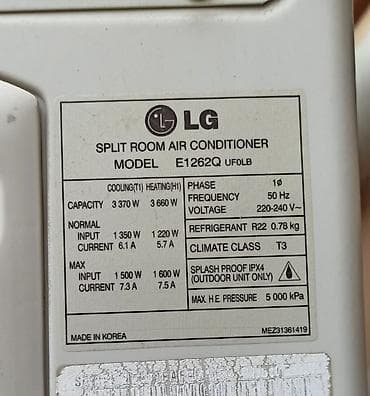 LG
SPLIT ROOM AIR CONDITIONER
MODEL E1262Q UF0LB
COOLING(T1) HEATING(H1)
CAPACITY 3 370 W 3 660 W
NORMAL
INPUT 1 350 W 1 220 W
CURRENT 6.1 A 5.7 A
MAX
INPUT 1 500 W 1 600 W
CURRENT 7.3 A 7.5 A
PHASE 1ø
FREQUENCY 50 Hz
VOLTAGE 220-240 V~
REFRIGERANT R22 0.78 kg
CLIMATE CLASS T3
SPLASH PROOF IPX4
(OUTDOOR UNIT ONLY)
MAX. H.E. PRESSURE 5 000 kPa
MADE IN KOREA
MEZ31361419